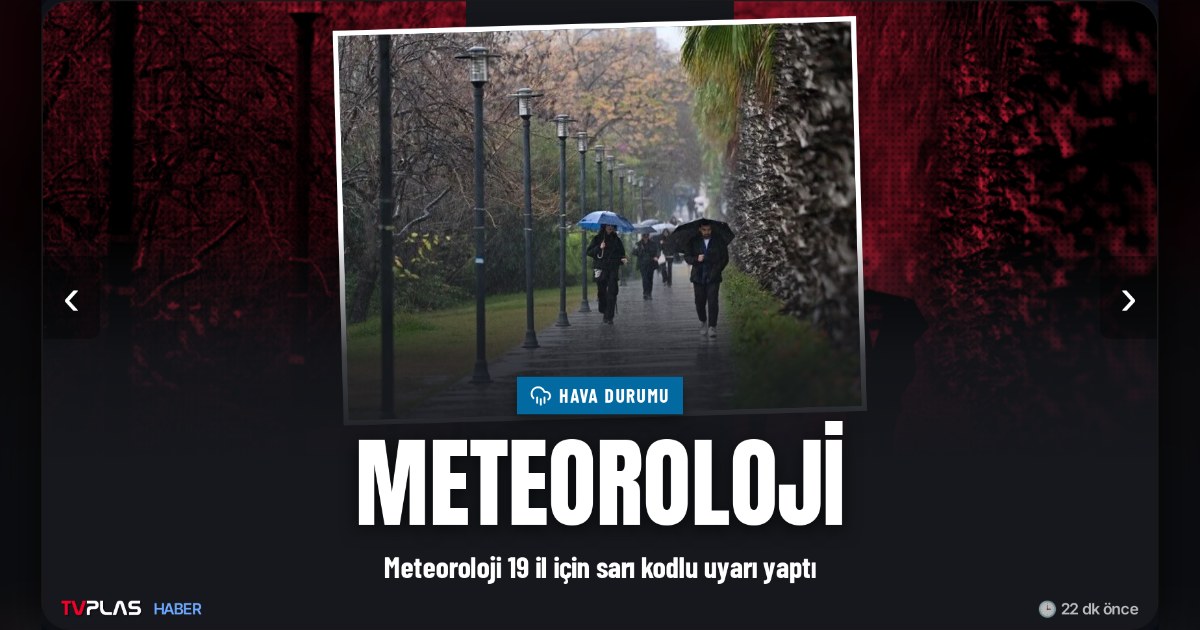 HAVA DURUMU
METEOROLOJİ
Meteoroloji 19 il için sarı kodlu uyarı yaptı
TVPLAS HABER
22 dk önce